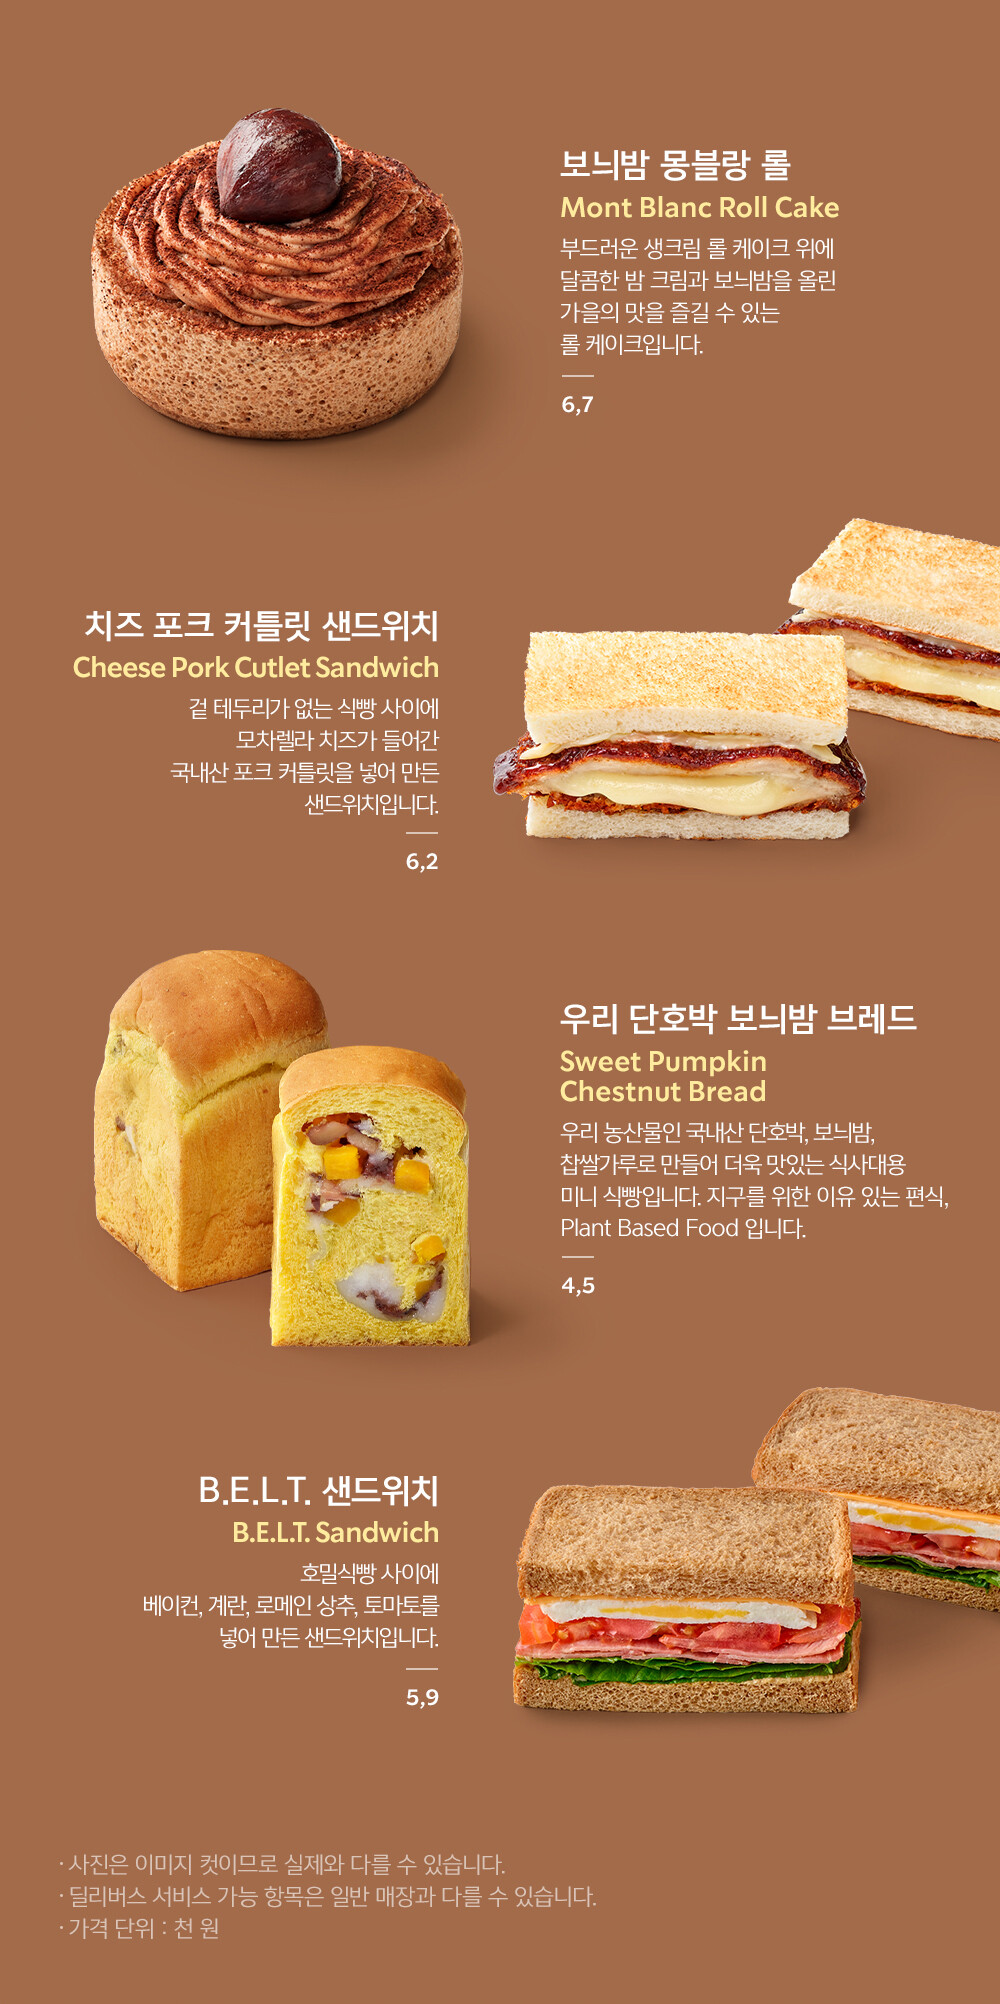 보늬밤 몽블랑 롤
Mont Blanc Roll Cake
부드러운 생크림 롤 케이크 위에
달콤한 밤 크림과 보늬밤을 올린
가을의 맛을 즐길 수 있는
롤 케이크입니다.
6,7
치즈 포크 커틀릿 샌드위치
Cheese Pork Cutlet Sandwich
겉 테두리가 없는 식빵 사이에
모차렐라 치즈가 들어간
국내산 포크 커틀릿을 넣어 만든
샌드위치입니다.
6,2
우리 단호박 보늬밤 브레드
Sweet Pumpkin
Chestnut Bread
우리 농산물인 국내산 단호박, 보늬밤,
찹쌀가루로 만들어 더욱 맛있는 식사대용
미니 식빵입니다. 지구를 위한 이유 있는 편식,
Plant Based Food 입니다.
4,5
B.E.L.T. 샌드위치
B.E.L.T. Sandwich
호밀식빵 사이에
베이컨, 계란, 로메인 상추, 토마토를
넣어 만든 샌드위치입니다.
5,9
· 사진은 이미지 컷이므로 실제와 다를 수 있습니다.
· 딜리버스 서비스 가능 항목은 일반 매장과 다를 수 있습니다.
· 가격 단위 : 천 원